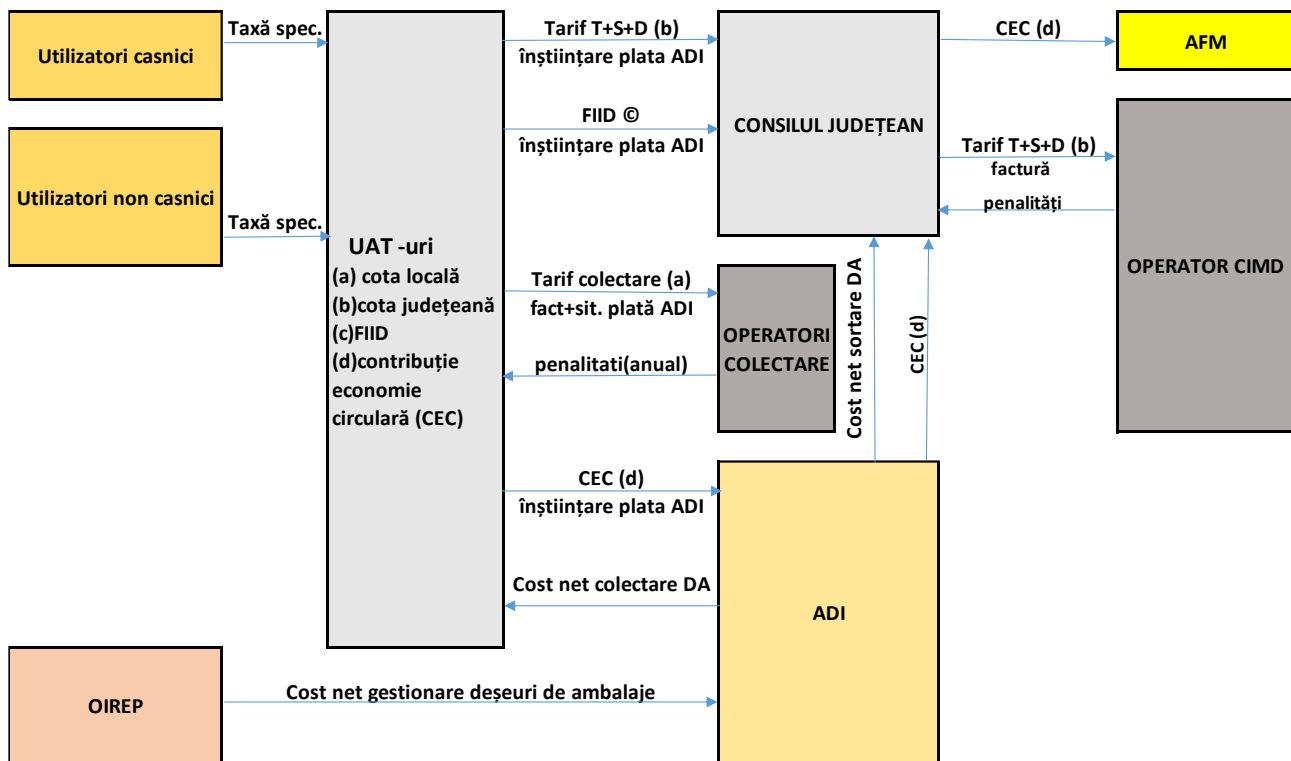 Utilizatori casnici
Taxă spec.
Utilizatori non casnici
Taxă spec.
UAT -uri
(a) cota locală
(b)cota județeană
(c)FIID
(d)contribuție
economie
circulară (CEC)
Tarif T+S+D (b)
înștiințare plata ADI
FIID ©
înștiințare plata ADI
CONSILUL JUDEȚEAN
CEC (d)
AFM
Tarif T+S+D (b)
factură
penalități
OPERATOR CIMD
Tarif colectare (a)
fact+sit. plată ADI
penalitati(anual)
OPERATORI
COLECTARE
Cost net sortare DA
CEC (d)
CEC (d)
înștiințare plata ADI
Cost net colectare DA
ADI
OIREP
Cost net gestionare deșeuri de ambalaje